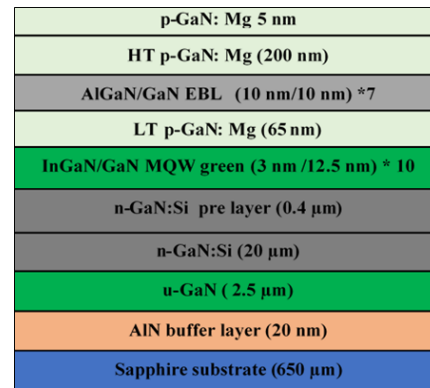 p-GaN: Mg 5 nm
HT p-GaN: Mg (200 nm)
AlGaN/GaN EBL (10 nm/10 nm) *7
LT p-GaN: Mg (65 nm)
InGaN/GaN MQW green (3 nm /12.5 nm) * 10
n-GaN:Si pre layer (0.4 µm)
n-GaN:Si (20 µm)
u-GaN ( 2.5 µm)
AlN buffer layer (20 nm)
Sapphire substrate (650 µm)